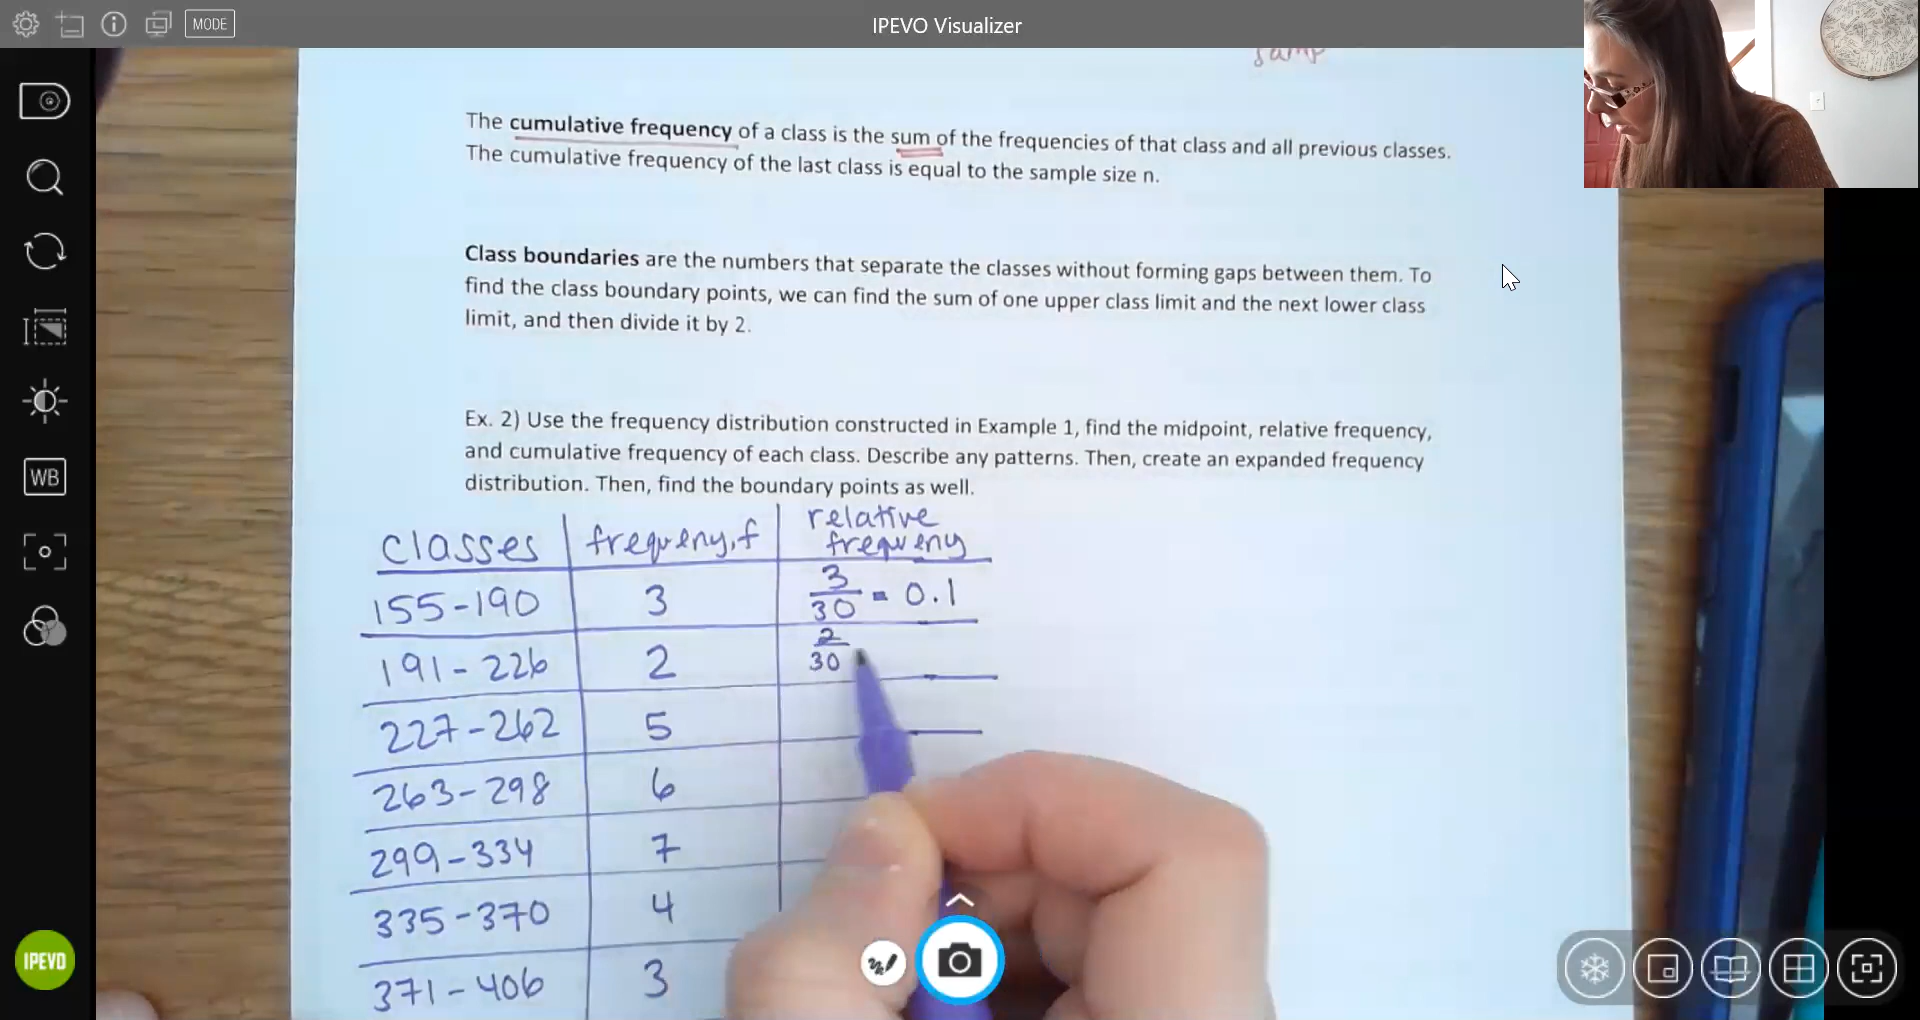 IPEVO Visualizer
MODE
samp
The cumulative frequency of a class is the sum of the frequencies of that class and all previous classes.
The cumulative frequency of the last class is equal to the sample size n.
Class boundaries are the numbers that separate the classes without forming gaps between them. To
find the class boundary points, we can find the sum of one upper class limit and the next lower class
limit, and then divide it by 2.
Ex. 2) Use the frequency distribution constructed in Example 1, find the midpoint, relative frequency,
and cumulative frequency of each class. Describe any patterns. Then, create an expanded frequency
distribution. Then, find the boundary points as well.
classes frequeny, f relative frequeny
155-190 3 3/30 = 0.1
191-226 2 2/30
227-262 5
263-298 6
299-334 7
335-370 4
371-406 3
WB
IPEVO